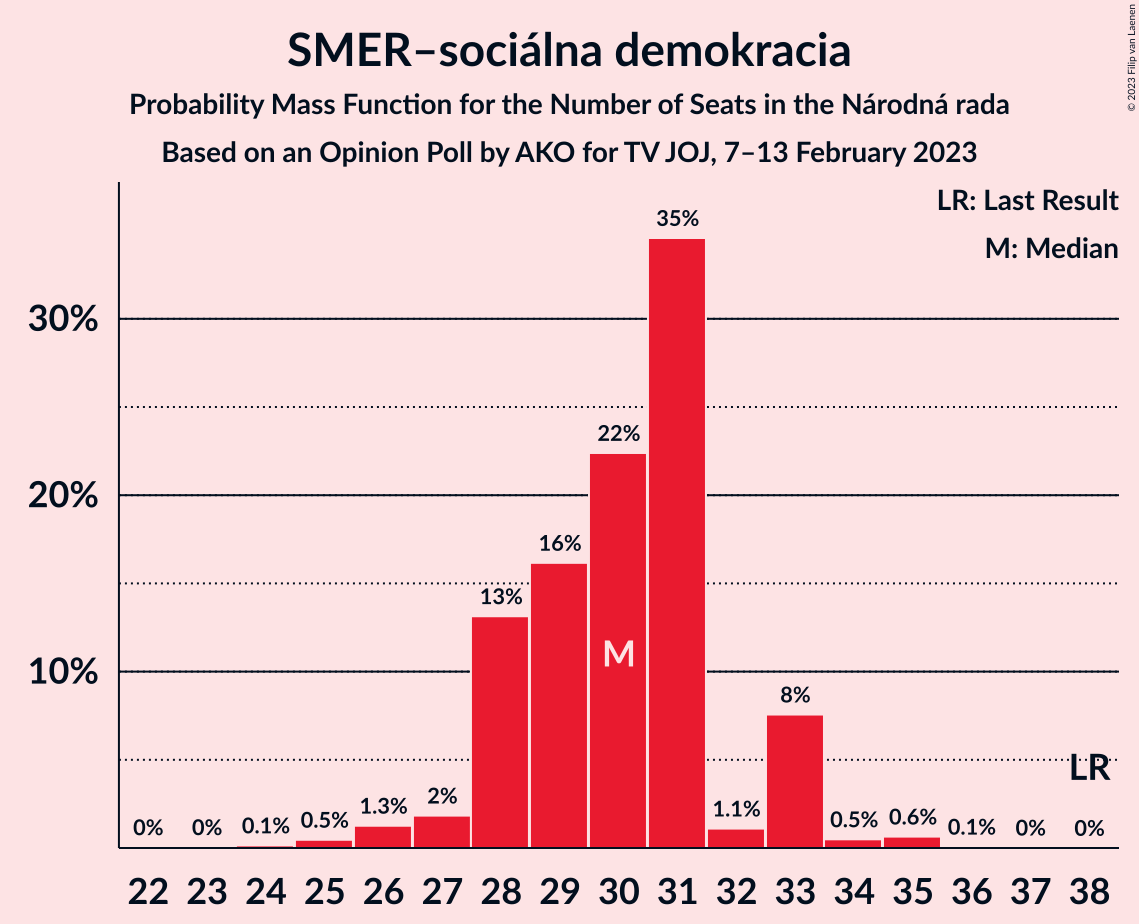 SMER–sociálna demokracia
Probability Mass Function for the Number of Seats in the Národná rada
Based on an Opinion Poll by AKO for TV JOJ, 7–13 February 2023
© 2023 Filip van Laenen
LR: Last Result
M: Median
30%
20%
10%
0% 0% 0.1% 0.5% 1.3% 2% 13% 16% 22% 35% 1.1% 8% 0.5% 0.6% 0.1% 0% 0%
M
LR
22 23 24 25 26 27 28 29 30 31 32 33 34 35 36 37 38